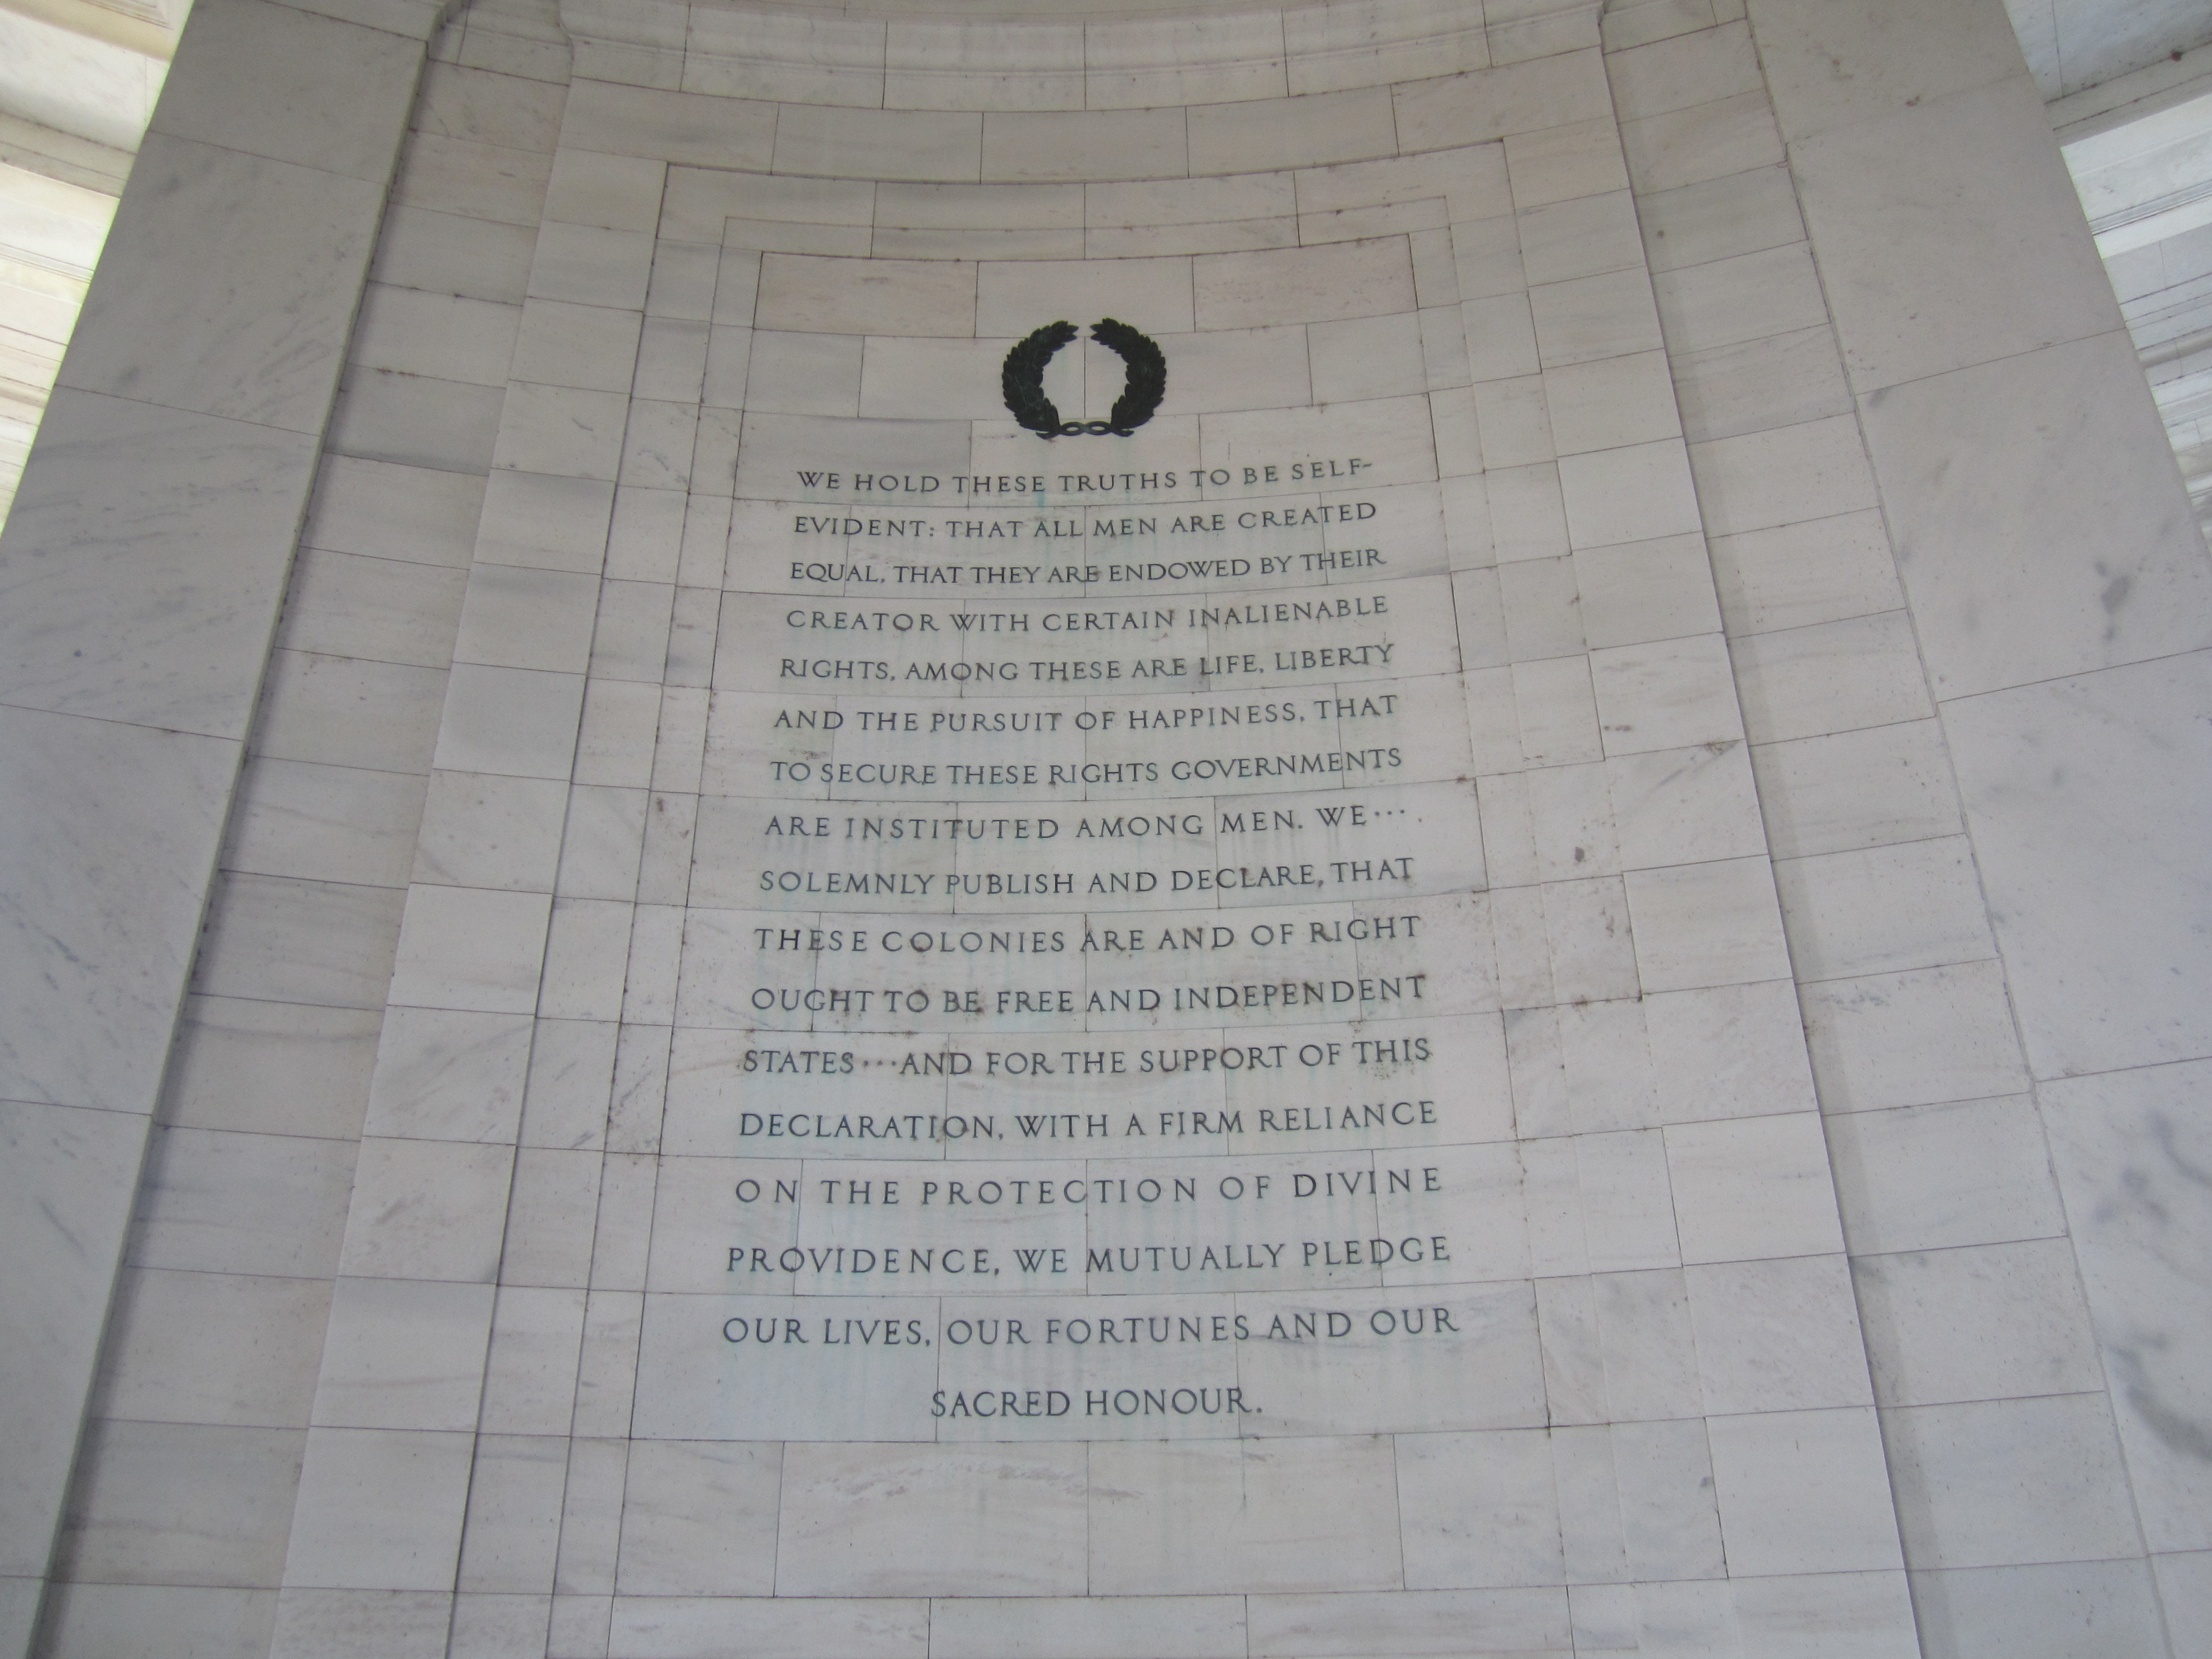 WE HOLD THESE TRUTHS TO BE SELF-
EVIDENT: THAT ALL MEN ARE CREATED
EQUAL, THAT THEY ARE ENDOWED BY THEIR
CREATOR WITH CERTAIN INALIENABLE
RIGHTS, AMONG THESE ARE LIFE, LIBERTY
AND THE PURSUIT OF HAPPINESS, THAT
TO SECURE THESE RIGHTS GOVERNMENTS
ARE INSTITUTED AMONG MEN. WE···
SOLEMNLY PUBLISH AND DECLARE, THAT
THESE COLONIES ARE AND OF RIGHT
OUGHT TO BE FREE AND INDEPENDENT
STATES···AND FOR THE SUPPORT OF THIS
DECLARATION, WITH A FIRM RELIANCE
ON THE PROTECTION OF DIVINE
PROVIDENCE, WE MUTUALLY PLEDGE
OUR LIVES, OUR FORTUNES AND OUR
SACRED HONOUR.